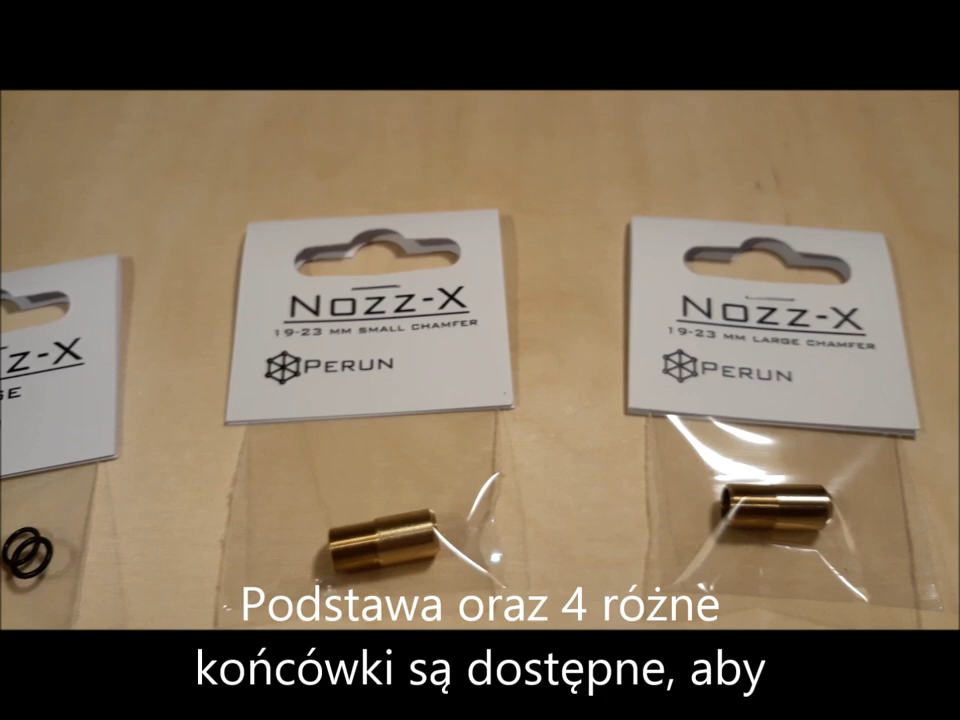 zz-X
GE
Nozz-X
19-23 MM SMALL CHAMFER
PERUN
Nozz-X
19-23 MM LARGE CHAMFER
PERUN
Podstawa oraz 4 różne
końcówki są dostępne, aby